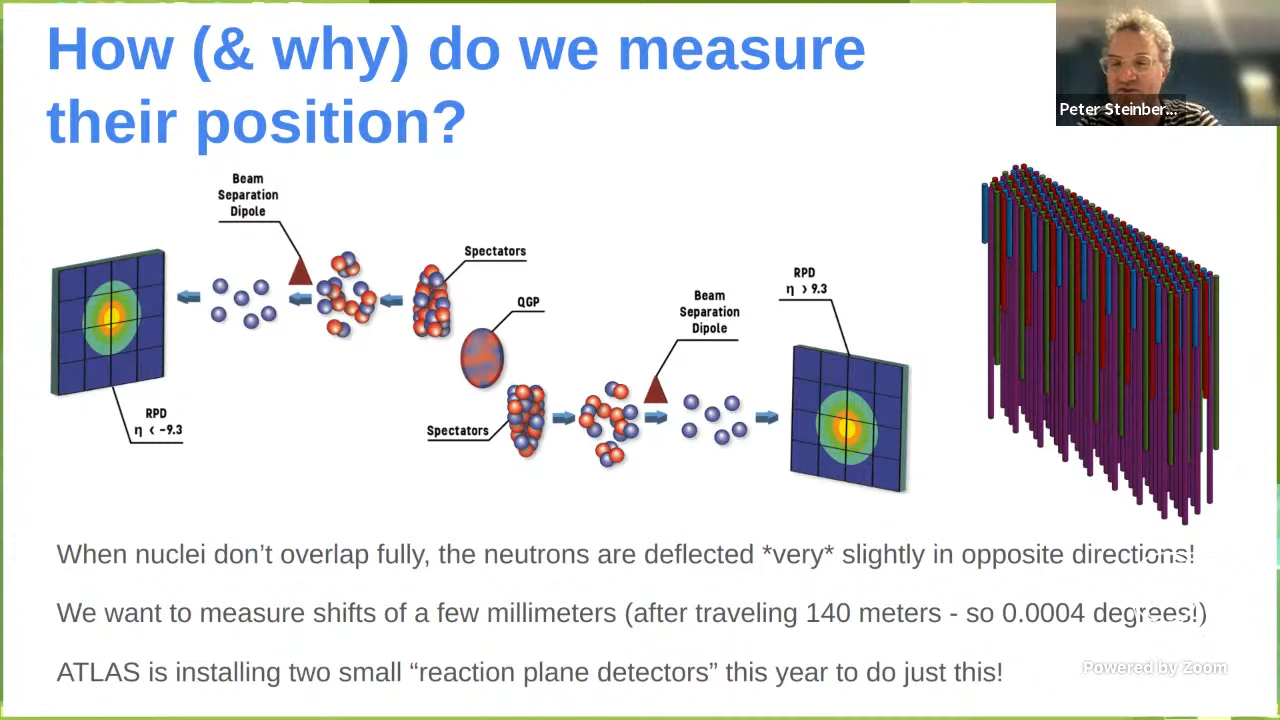 How (& why) do we measure
their position?
Peter Steinber...
Beam
Separation
Dipole
Spectators
QGP
RPD
η < -9.3
Spectators
Beam
Separation
Dipole
RPD
η > 9.3
When nuclei don’t overlap fully, the neutrons are deflected *very* slightly in opposite directions!
We want to measure shifts of a few millimeters (after traveling 140 meters - so 0.0004 degrees!)
ATLAS is installing two small “reaction plane detectors” this year to do just this!
Powered by Zoom